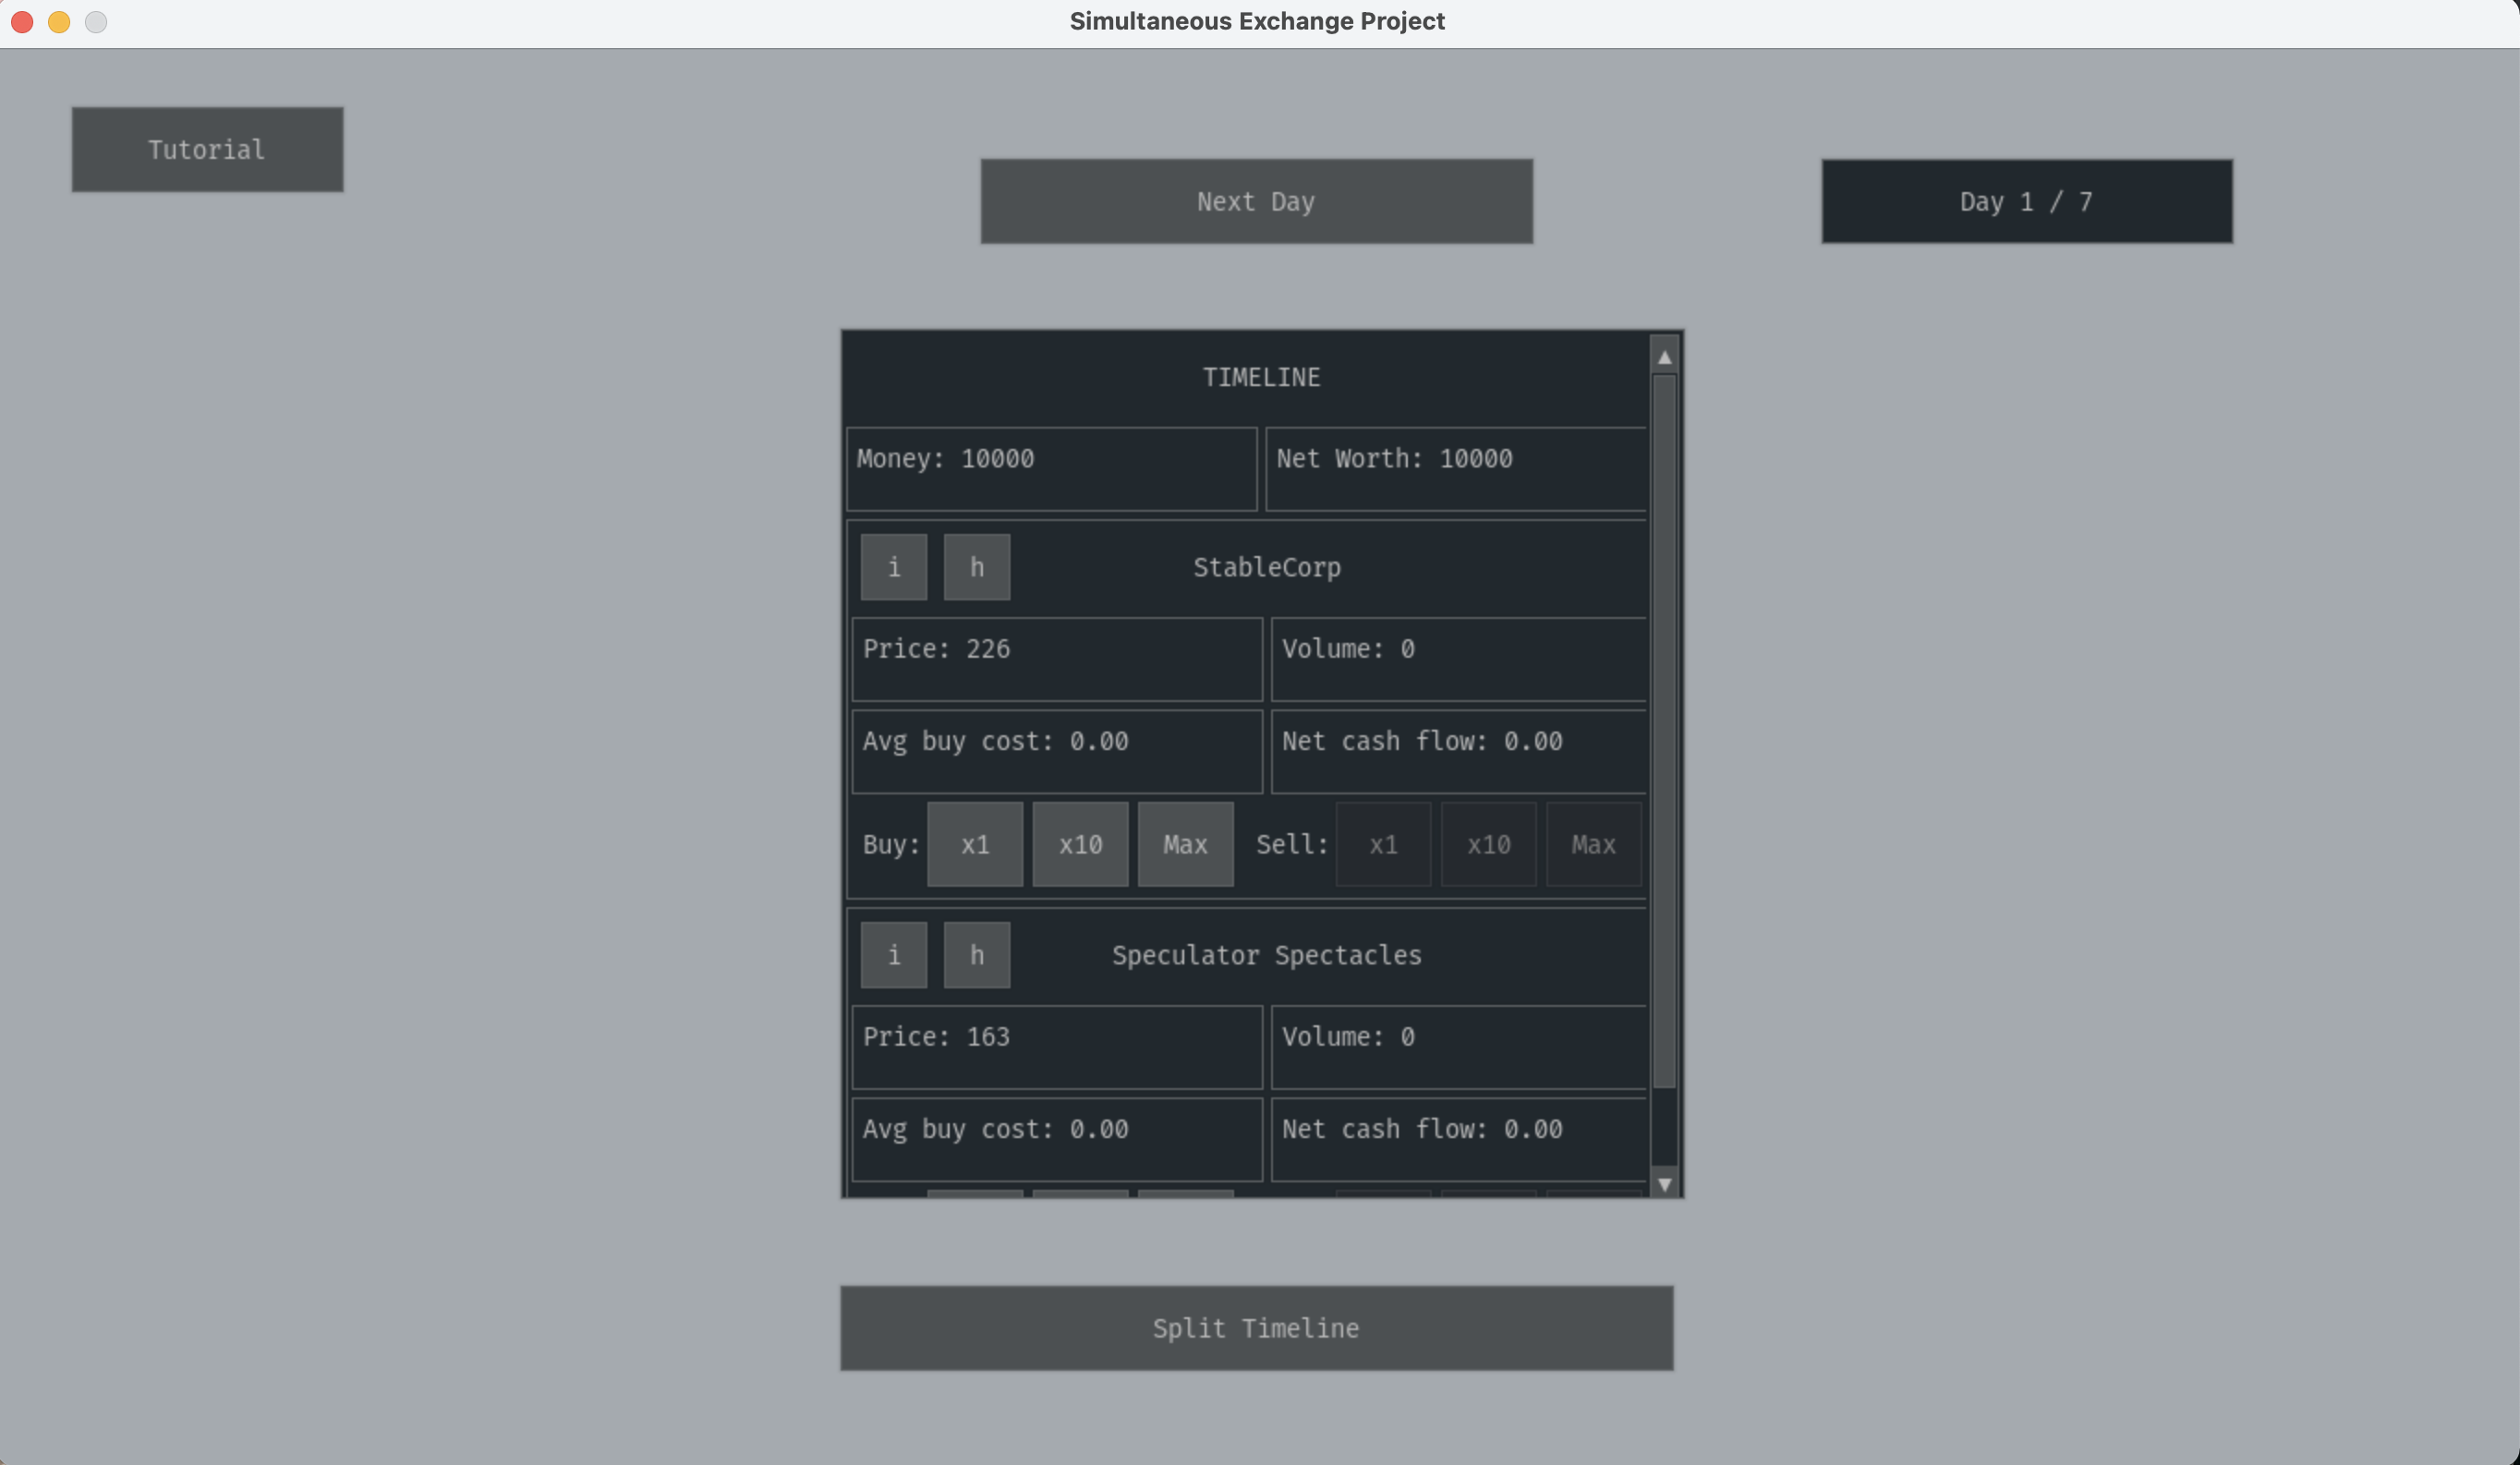 Simultaneous Exchange Project
Tutorial
Next Day
Day 1 / 7
TIMELINE
Money: 10000
Net Worth: 10000
i
h
StableCorp
Price: 226
Volume: 0
Avg buy cost: 0.00
Net cash flow: 0.00
Buy: x1 x10 Max Sell: x1 x10 Max
i
h
Speculator Spectacles
Price: 163
Volume: 0
Avg buy cost: 0.00
Net cash flow: 0.00
Split Timeline